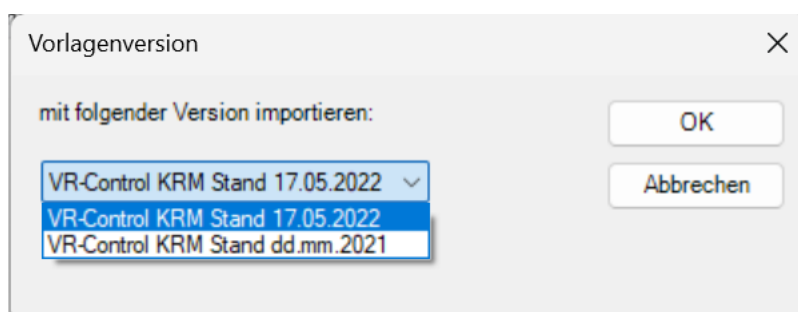 Vorlagenversion
mit folgender Version importieren:
OK
VR-Control KRM Stand 17.05.2022
Abbrechen
VR-Control KRM Stand 17.05.2022
VR-Control KRM Stand dd.mm.2021